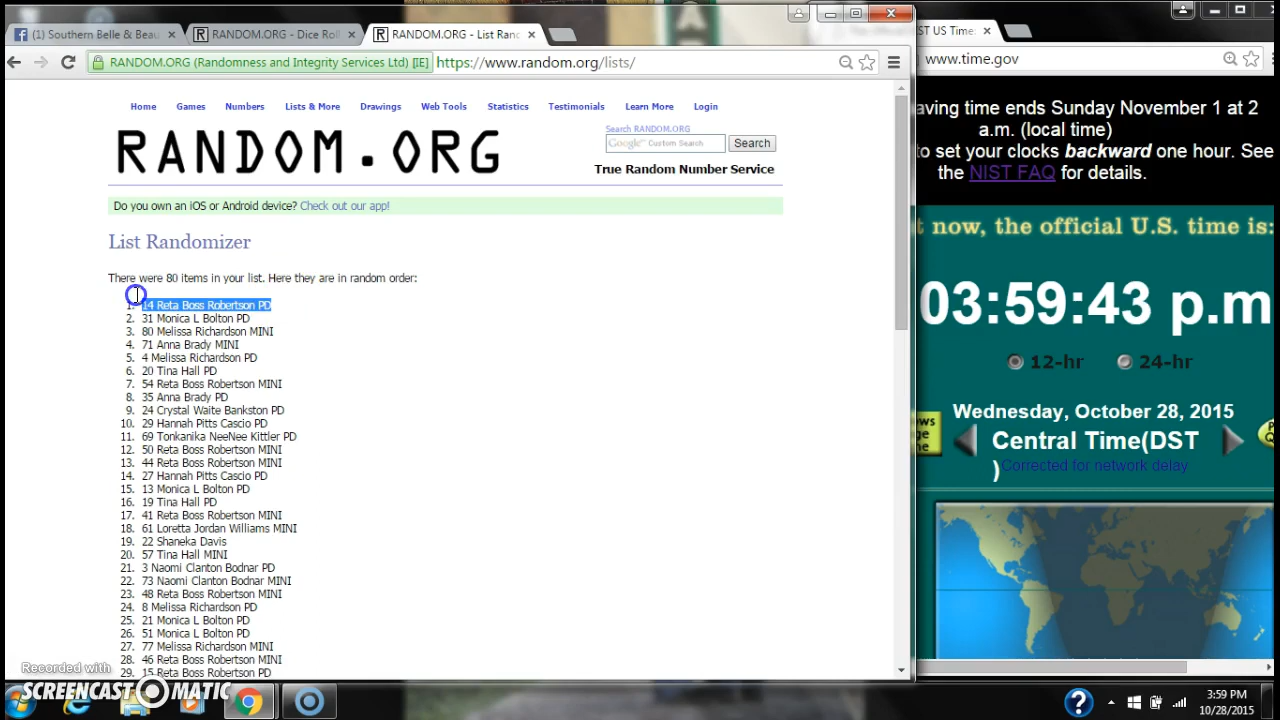 (1) Southern Belle & Beau
RANDOM.ORG - Dice Roll
RANDOM.ORG - List Ranc
ST US Time:
RANDOM.ORG (Randomness and Integrity Services Ltd) [IE]
https://www.random.org/lists/
www.time.gov
Home Games Numbers Lists & More Drawings Web Tools Statistics Testimonials Learn More Login
RANDOM.ORG
Search RANDOM.ORG
Google Custom Search
Search
True Random Number Service
Do you own an iOS or Android device? Check out our app!
List Randomizer
There were 80 items in your list. Here they are in random order:
1. 14 Reta Boss Robertson PD
2. 31 Monica L Bolton PD
3. 80 Melissa Richardson MINI
4. 71 Anna Brady MINI
5. 4 Melissa Richardson PD
6. 20 Tina Hall PD
7. 54 Reta Boss Robertson MINI
8. 35 Anna Brady PD
9. 24 Crystal Waite Bankston PD
10. 29 Hannah Pitts Cascio PD
11. 69 Tonkanika NeeNee Kittler PD
12. 50 Reta Boss Robertson MINI
13. 44 Reta Boss Robertson MINI
14. 27 Hannah Pitts Cascio PD
15. 13 Monica L Bolton PD
16. 19 Tina Hall PD
17. 41 Reta Boss Robertson MINI
18. 61 Loretta Jordan Williams MINI
19. 22 Shaneka Davis
20. 57 Tina Hall MINI
21. 3 Naomi Clanton Bodnar PD
22. 73 Naomi Clanton Bodnar MINI
23. 48 Reta Boss Robertson MINI
24. 8 Melissa Richardson PD
25. 21 Monica L Bolton PD
26. 51 Monica L Bolton PD
27. 77 Melissa Richardson MINI
28. 46 Reta Boss Robertson MINI
29. 15 Reta Boss Robertson PD
aving time ends Sunday November 1 at 2
a.m. (local time)
to set your clocks backward one hour. See
the NIST FAQ for details.
t now, the official U.S. time is:
03:59:43 p.m
12-hr 24-hr
Wednesday, October 28, 2015
Central Time(DST
)Corrected for network delay
Recorded with
SCREENCAST-O-MATIC
3:59 PM
10/28/2015